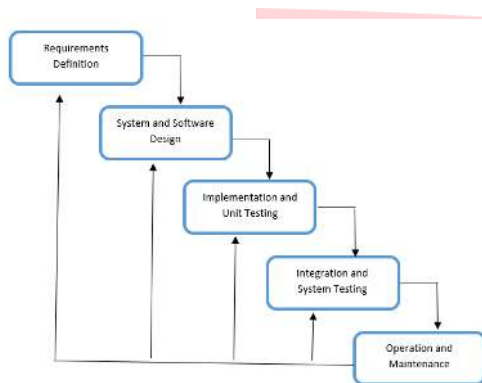 Requirements
Definition
System and Software
Design
Implementation and
Unit Testing
Integration and
System Testing
Operation and
Maintenance